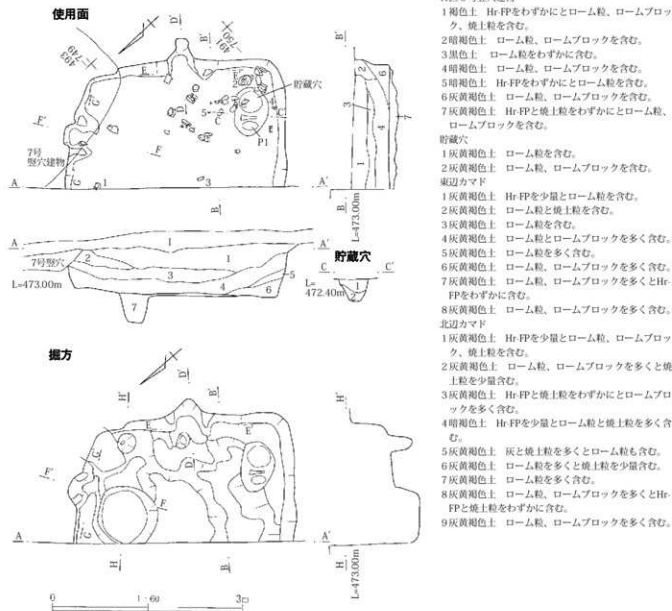 使用面
493
-749
491
-750
D'
B'
E
貯蔵穴
C
C'
D
5
2
P1
F'
F
G'
G
7号
竪穴建物
A
1
3
A'
B
B'
2
6
3
4
7
1
B
L=473.00m
A
1
A'
7号竪穴
2
1
3
4
5
6
7
L=473.00m
貯蔵穴
C
C'
L=
472.40m
1
2
掘方
H'
D'
B'
E
E'
G'
D
F'
F
G
A
A'
H
B
H'
H
L=473.00m
0
1:60
3m
1褐色土　Hr-FPをわずかにとローム粒、ロームブロッ
ク、焼土粒を含む。
2暗褐色土　ローム粒、ロームブロックを含む。
3黒色土　ローム粒をわずかに含む。
4暗褐色土　ローム粒、ロームブロックを含む。
5暗褐色土　Hr-FPをわずかにとローム粒を含む。
6灰黄褐色土　ローム粒、ロームブロックを含む。
7灰黄褐色土　Hr-FPと焼土粒をわずかにとローム粒、
ロームブロックを含む。
貯蔵穴
1灰黄褐色土　ローム粒を含む。
2灰黄褐色土　ローム粒、ロームブロックを含む。
東辺カマド
1灰黄褐色土　Hr-FPを少量とローム粒を含む。
2灰黄褐色土　ローム粒と焼土粒を含む。
3灰黄褐色土　ローム粒を含む。
4灰黄褐色土　ローム粒とロームブロックを多く含む。
5灰黄褐色土　ローム粒を多く含む。
6灰黄褐色土　ローム粒、ロームブロックを多く含む。
7灰黄褐色土　ローム粒、ロームブロックを多くとHr-
FPをわずかに含む。
8灰黄褐色土　ローム粒、ロームブロックを多く含む。
北辺カマド
1灰黄褐色土　Hr-FPを少量とローム粒、ロームブロッ
ク、焼土粒を含む。
2灰黄褐色土　ローム粒、ロームブロックを多くと焼
土粒を少量含む。
3灰黄褐色土　Hr-FPと焼土粒をわずかにとロームブロ
ックを多く含む。
4暗褐色土　Hr-FPを少量とローム粒と焼土粒を多く含
む。
5灰黄褐色土　灰と焼土粒を多くとローム粒も含む。
6灰黄褐色土　ローム粒を多くと焼土粒を少量含む。
7灰黄褐色土　ローム粒を多く含む。
8灰黄褐色土　ローム粒、ロームブロックを多くとHr-
FPと焼土粒をわずかに含む。
9灰黄褐色土　ローム粒、ロームブロックを多く含む。